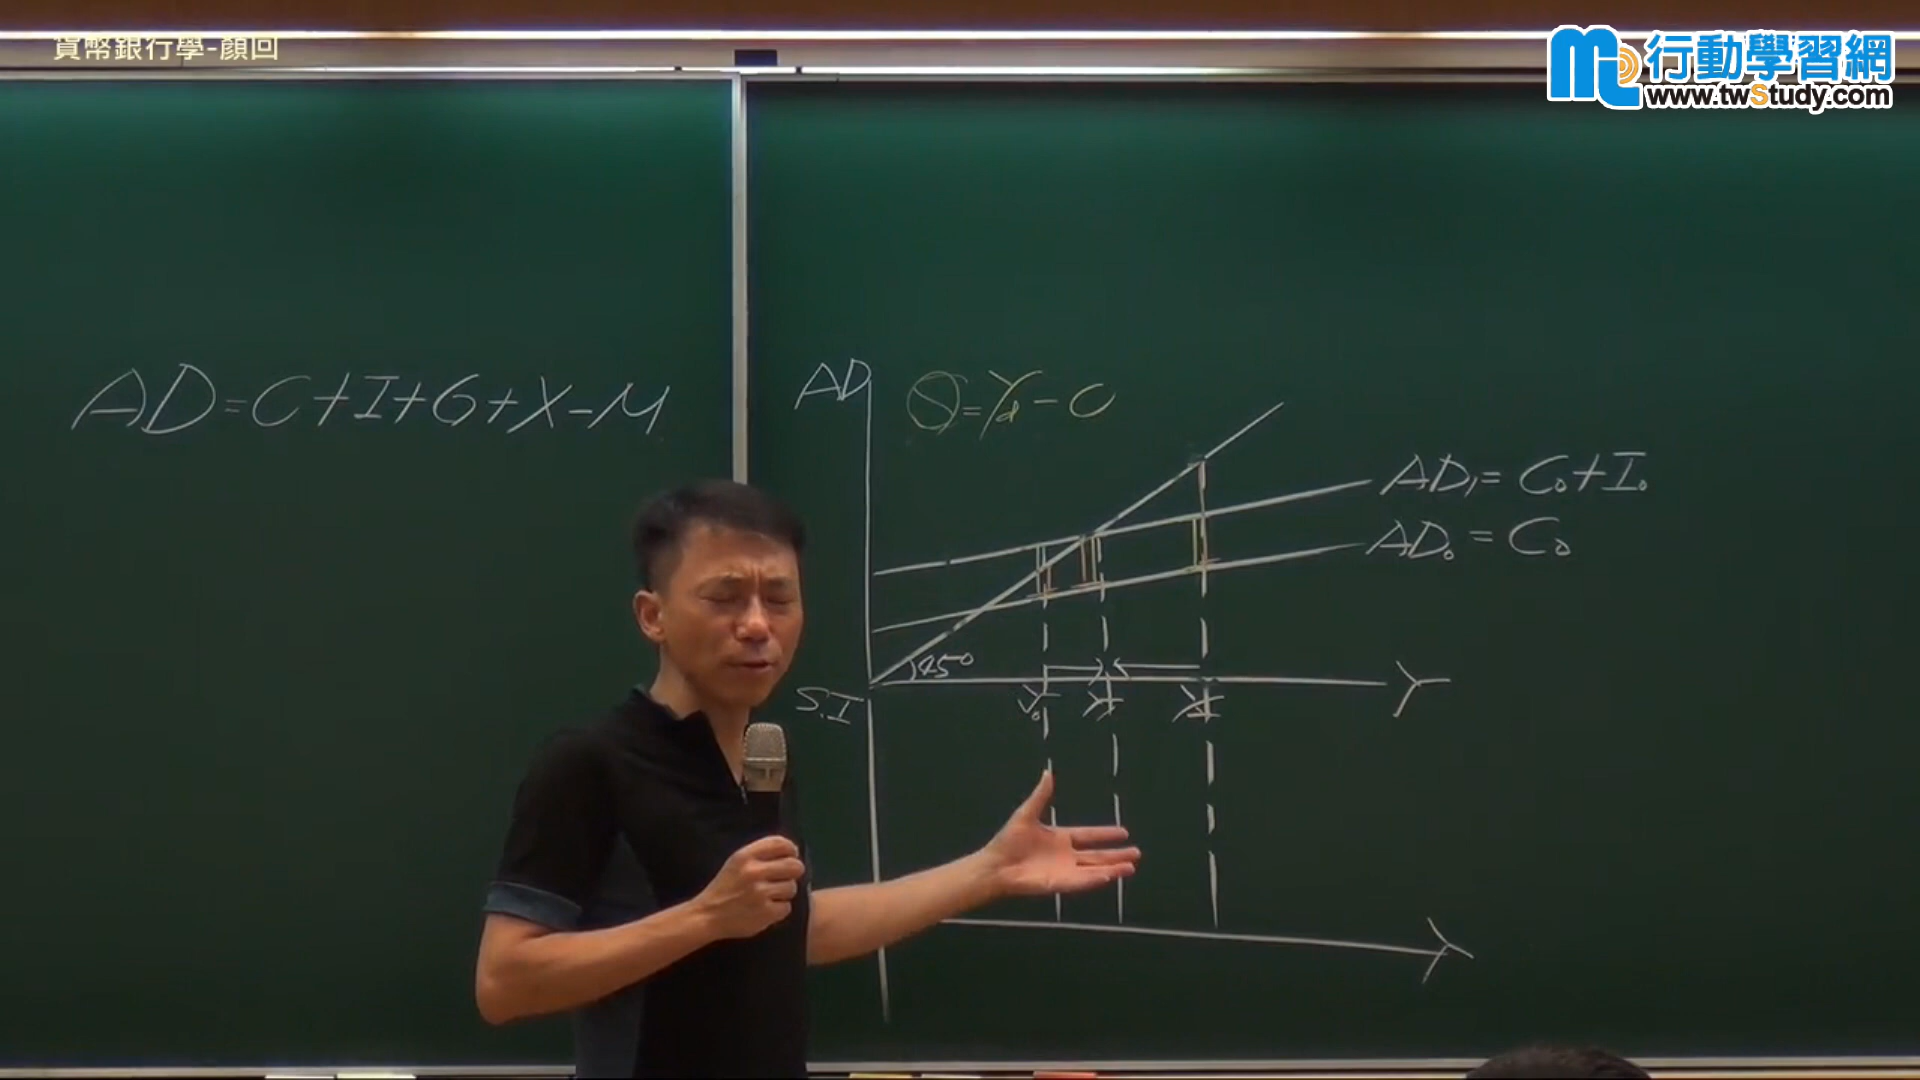 貨幣銀行學-顏回
行動學習網
www.twStudy.com
AD=C+I+G+X-M
AD
S=Yd-C
AD₁=C₀+I₀
AD₀=C₀
45°
Y
S.I
Y₀
Y